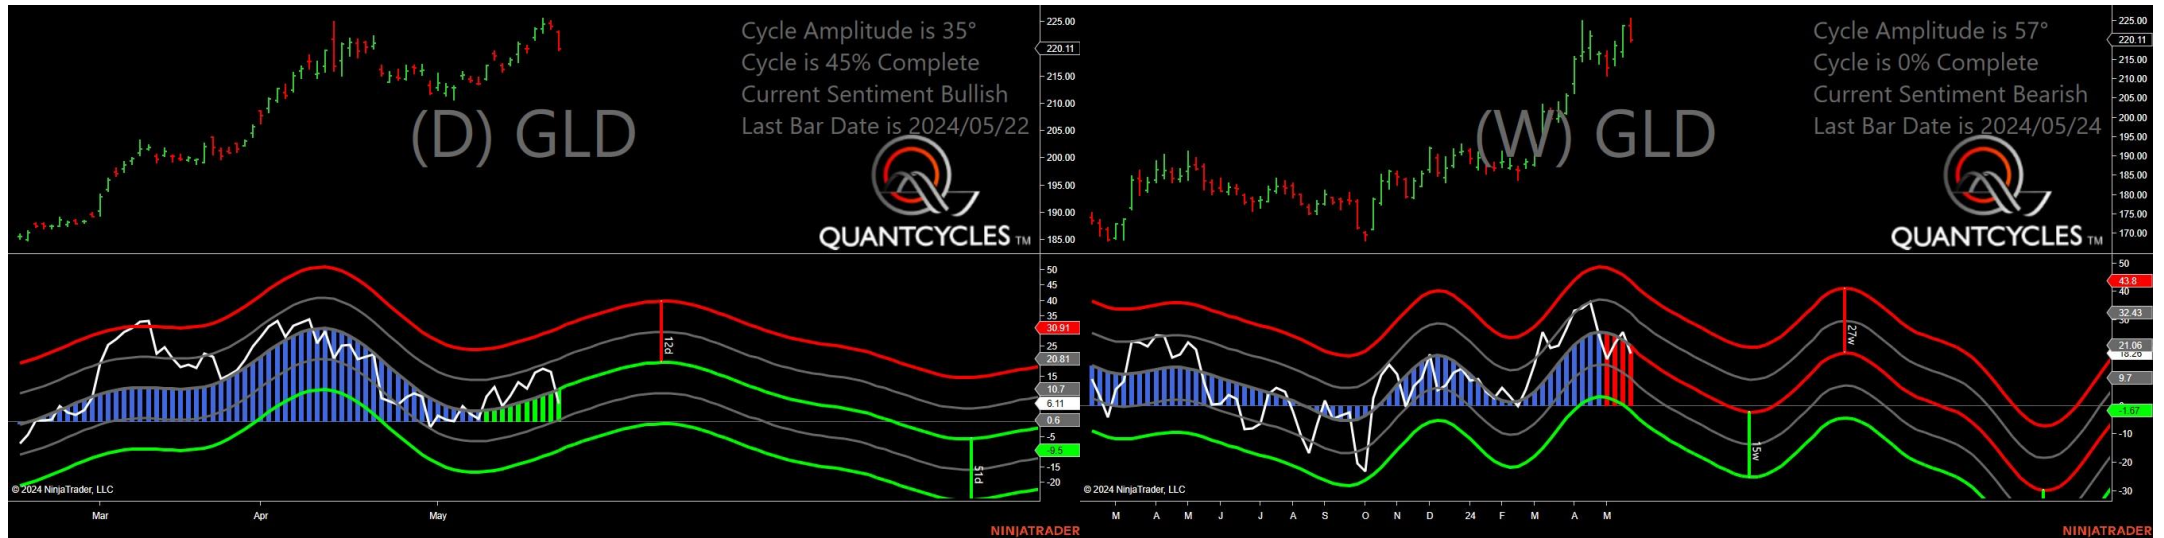 Cycle Amplitude is 35°
Cycle is 45% Complete
Current Sentiment Bullish
Last Bar Date is 2024/05/22
(D) GLD
QUANTCYCLES TM
225.00
220.11
215.00
210.00
205.00
200.00
195.00
190.00
185.00
50
45
40
35
30.91
25
20.81
15
10.7
6.11
0.6
-5
-9.5
-15
-20
12d
51d
© 2024 NinjaTrader, LLC
Mar Apr May
NINJATRADER
Cycle Amplitude is 57°
Cycle is 0% Complete
Current Sentiment Bearish
Last Bar Date is 2024/05/24
(W) GLD
QUANTCYCLES TM
225.00
220.11
215.00
210.00
205.00
200.00
195.00
190.00
185.00
180.00
175.00
170.00
50
43.8
40
32.43
30
21.06
18.26
9.7
0
-1.67
-10
-20
-30
27w
15w
© 2024 NinjaTrader, LLC
M A M J J A S O N D 24 F M A M
NINJATRADER